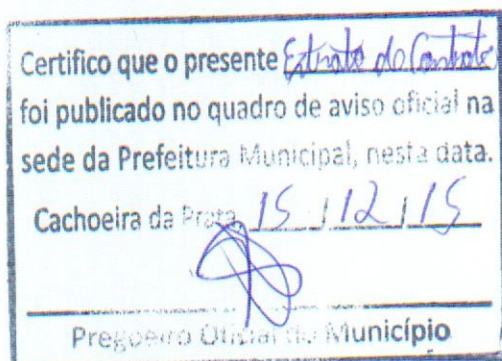 Certifico que o presente Extrato do Contrato
foi publicado no quadro de aviso oficial na
sede da Prefeitura Municipal, nesta data.
Cachoeira da Prata, 15 / 12 / 15
Pregoeiro Oficial do Município